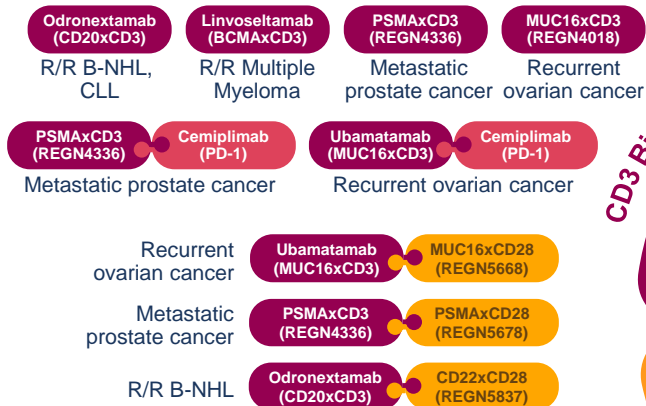 Odronextamab
(CD20xCD3)
R/R B-NHL,
CLL
Linvoseltamab
(BCMAxCD3)
R/R Multiple
Myeloma
PSMAxCD3
(REGN4336)
Metastatic
prostate cancer
MUC16xCD3
(REGN4018)
Recurrent
ovarian cancer
PSMAxCD3
(REGN4336)
Cemiplimab
(PD-1)
Metastatic prostate cancer
Ubamatamab
(MUC16xCD3)
Cemiplimab
(PD-1)
Recurrent ovarian cancer
CD3 Bi
Recurrent
ovarian cancer
Ubamatamab
(MUC16xCD3)
MUC16xCD28
(REGN5668)
Metastatic
prostate cancer
PSMAxCD3
(REGN4336)
PSMAxCD28
(REGN5678)
R/R B-NHL
Odronextamab
(CD20xCD3)
CD22xCD28
(REGN5837)